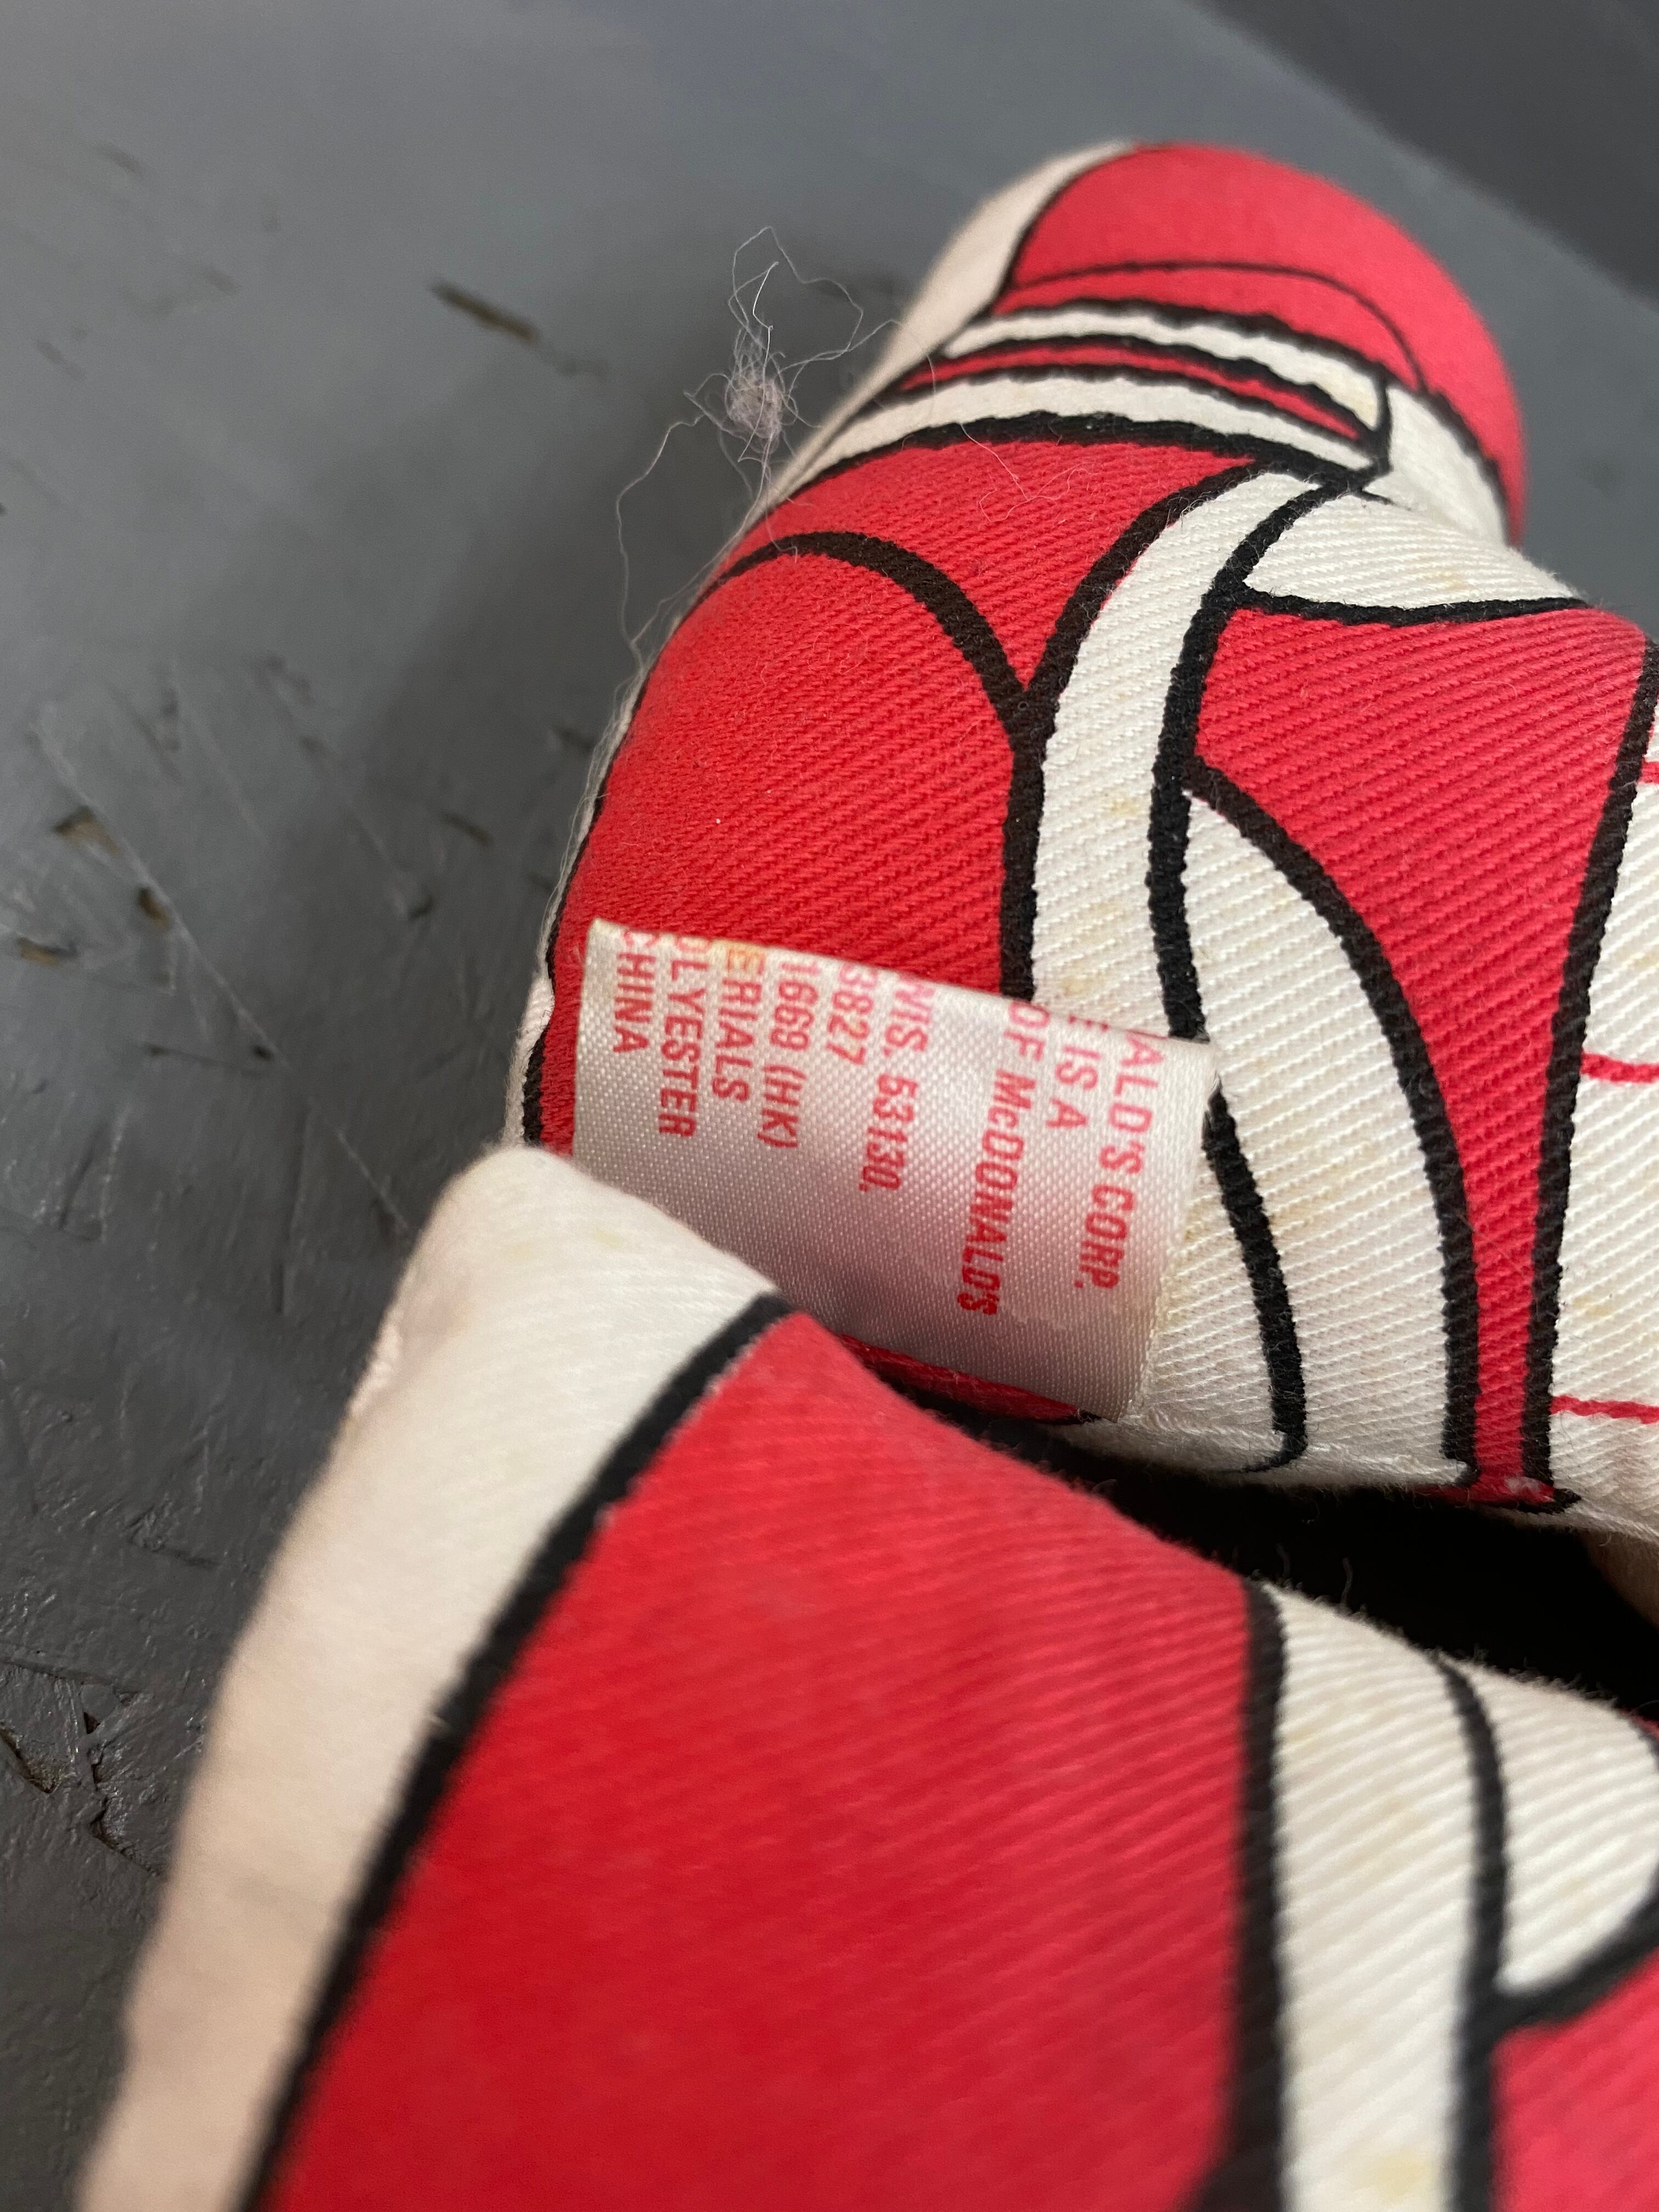 ALD'S CORP.
E IS A
OF McDONALD'S
WIS. 53130.
3827
1669 (HK)
ERIALS
OLYESTER
CHINA